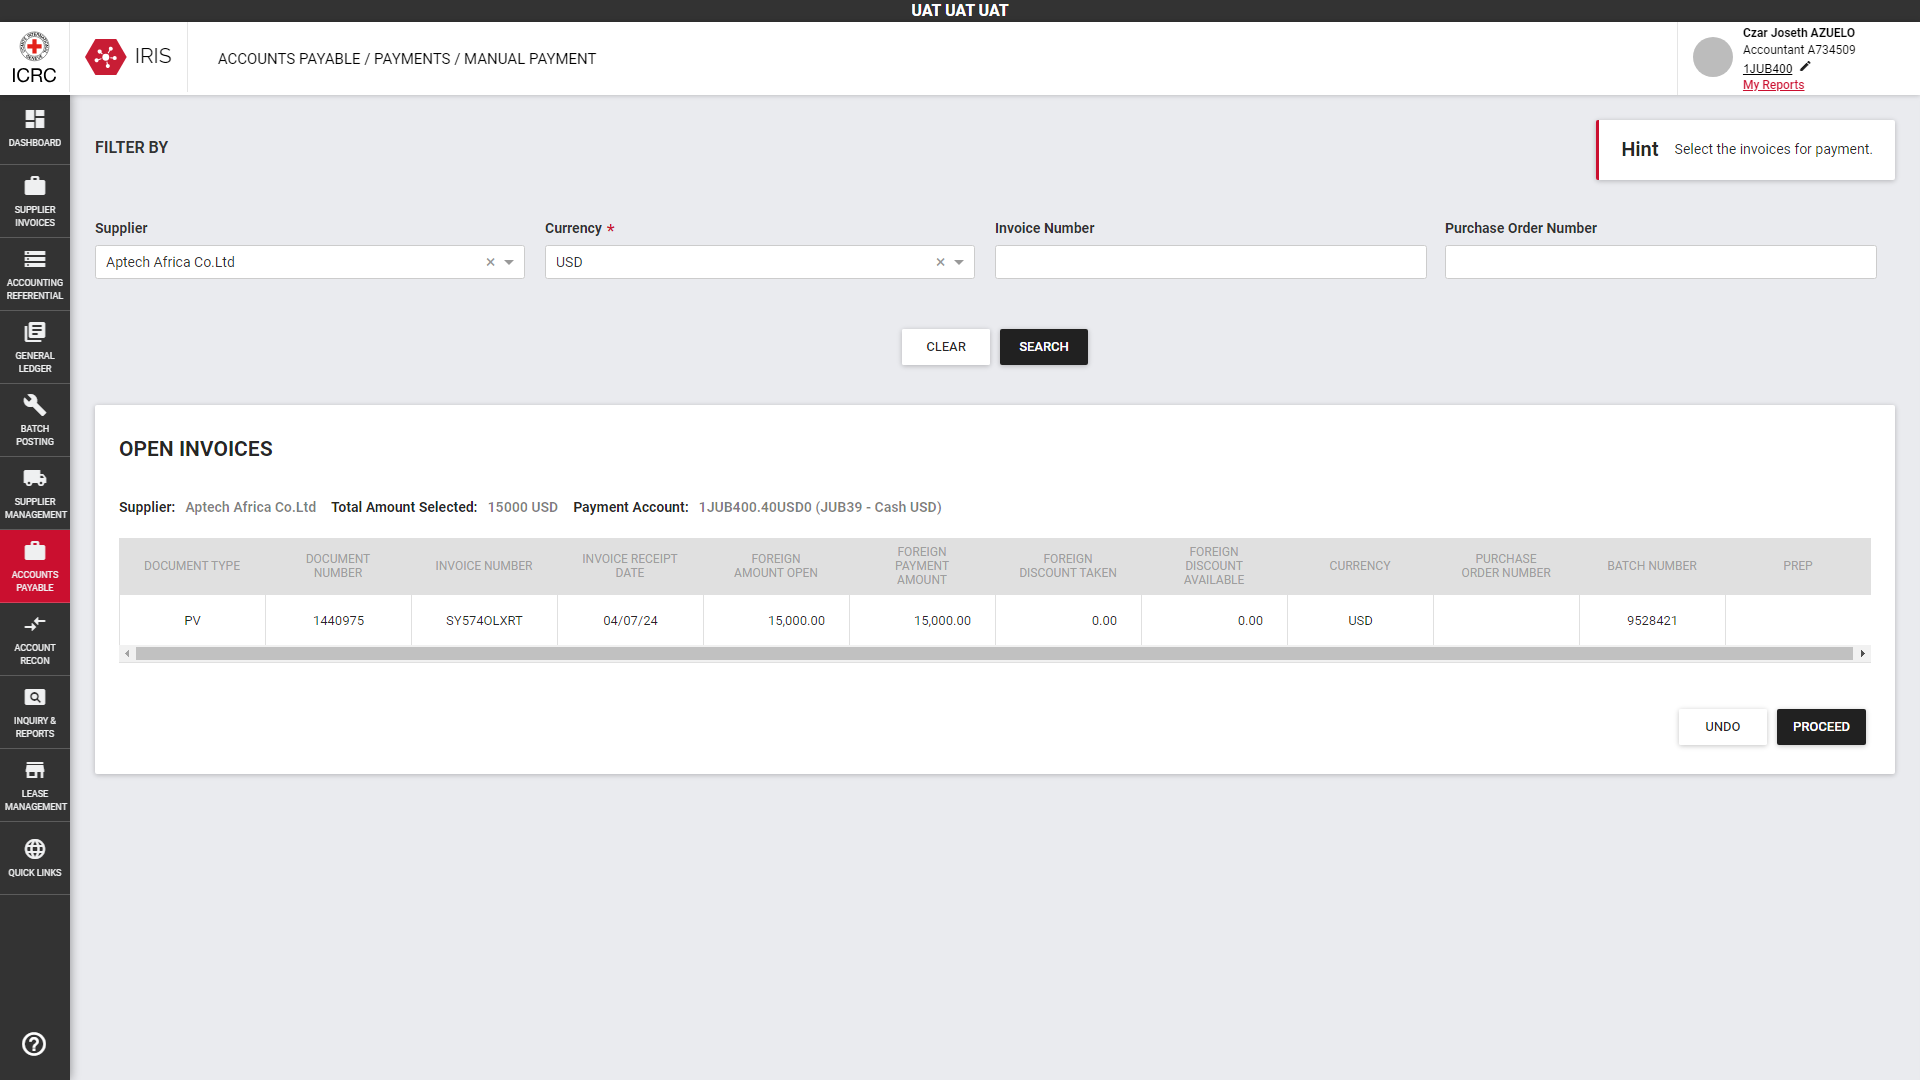 UAT UAT UAT
ICRC
IRIS
ACCOUNTS PAYABLE / PAYMENTS / MANUAL PAYMENT
Czar Joseth AZUELO
Accountant A734509
1JUB400
My Reports
DASHBOARD
SUPPLIER
INVOICES
ACCOUNTING
REFERENTIAL
GENERAL
LEDGER
BATCH
POSTING
SUPPLIER
MANAGEMENT
ACCOUNTS
PAYABLE
ACCOUNT
RECON
INQUIRY &
REPORTS
LEASE
MANAGEMENT
QUICK LINKS
FILTER BY
Hint Select the invoices for payment.
Supplier
Currency *
Invoice Number
Purchase Order Number
Aptech Africa Co.Ltd
USD
CLEAR
SEARCH
OPEN INVOICES
Supplier: Aptech Africa Co.Ltd Total Amount Selected: 15000 USD Payment Account: 1JUB400.40USD0 (JUB39 - Cash USD)
DOCUMENT TYPE
DOCUMENT
NUMBER
INVOICE NUMBER
INVOICE RECEIPT
DATE
FOREIGN
AMOUNT OPEN
FOREIGN
PAYMENT
AMOUNT
FOREIGN
DISCOUNT TAKEN
FOREIGN
DISCOUNT
AVAILABLE
CURRENCY
PURCHASE
ORDER NUMBER
BATCH NUMBER
PREP
PV 1440975 SY574OLXRT 04/07/24 15,000.00 15,000.00 0.00 0.00 USD 9528421
UNDO
PROCEED